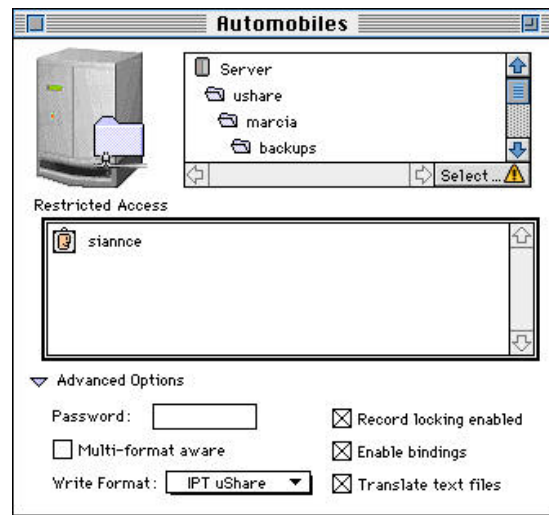 Automobiles
Server
ushare
marcia
backups
Select...
Restricted Access
siannce
Advanced Options
Password:
Record locking enabled
Multi-format aware
Enable bindings
Write Format: IPT uShare
Translate text files